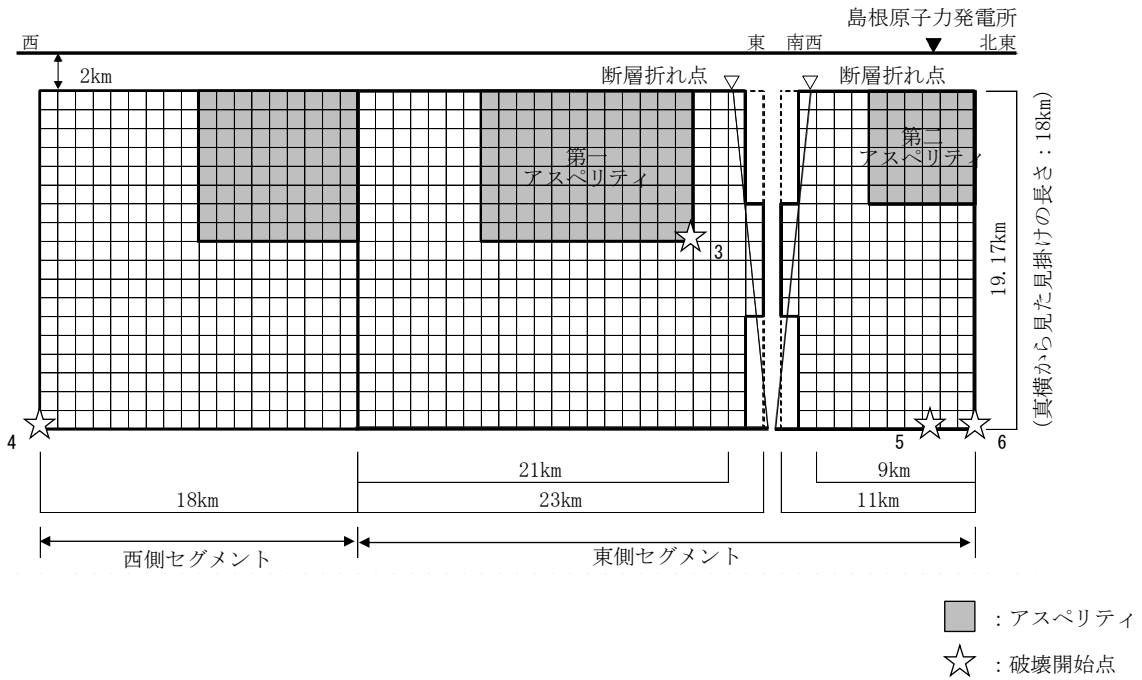 島根原子力発電所
西
東
南西
北東
2km
断層折れ点
断層折れ点
第一
アスペリティ
第二
アスペリティ
3
19.17km
(真横から見た見掛けの長さ：18km)
4
5
6
21km
9km
18km
23km
11km
西側セグメント
東側セグメント
：アスペリティ
：破壊開始点